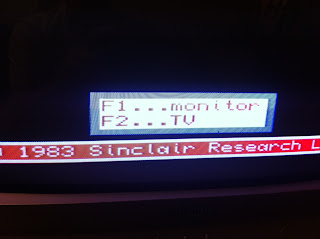 F1...monitor
F2...TV
1983 Sinclair Research